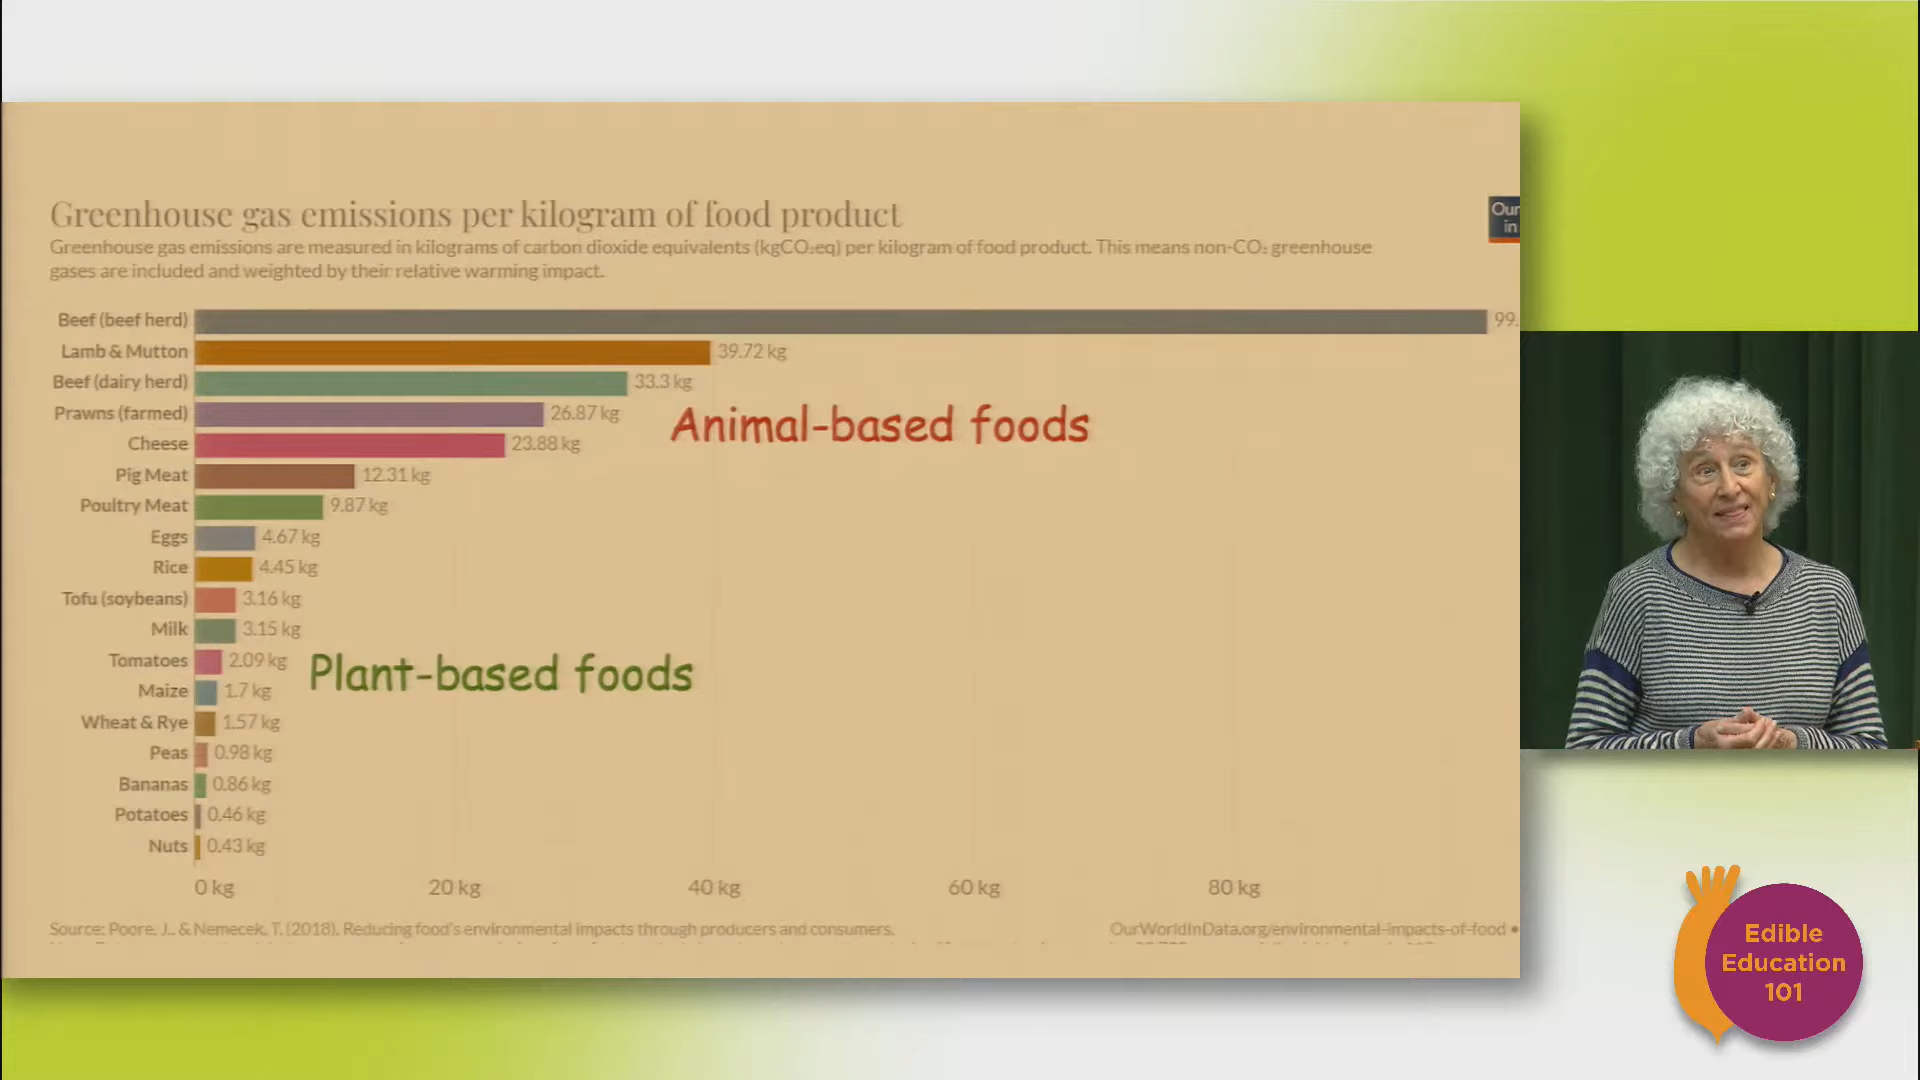 Greenhouse gas emissions per kilogram of food product
Our
in
Greenhouse gas emissions are measured in kilograms of carbon dioxide equivalents (kgCO₂eq) per kilogram of food product. This means non-CO₂ greenhouse
gases are included and weighted by their relative warming impact.
Beef (beef herd) 99.
Lamb & Mutton 39.72 kg
Beef (dairy herd) 33.3 kg
Prawns (farmed) 26.87 kg
Animal-based foods
Cheese 23.88 kg
Pig Meat 12.31 kg
Poultry Meat 9.87 kg
Eggs 4.67 kg
Rice 4.45 kg
Tofu (soybeans) 3.16 kg
Milk 3.15 kg
Tomatoes 2.09 kg
Plant-based foods
Maize 1.7 kg
Wheat & Rye 1.57 kg
Peas 0.98 kg
Bananas 0.86 kg
Potatoes 0.46 kg
Nuts 0.43 kg
0 kg 20 kg 40 kg 60 kg 80 kg
Source: Poore, J., & Nemecek, T. (2018). Reducing food's environmental impacts through producers and consumers.
OurWorldInData.org/environmental-impacts-of-food •
Edible
Education
101